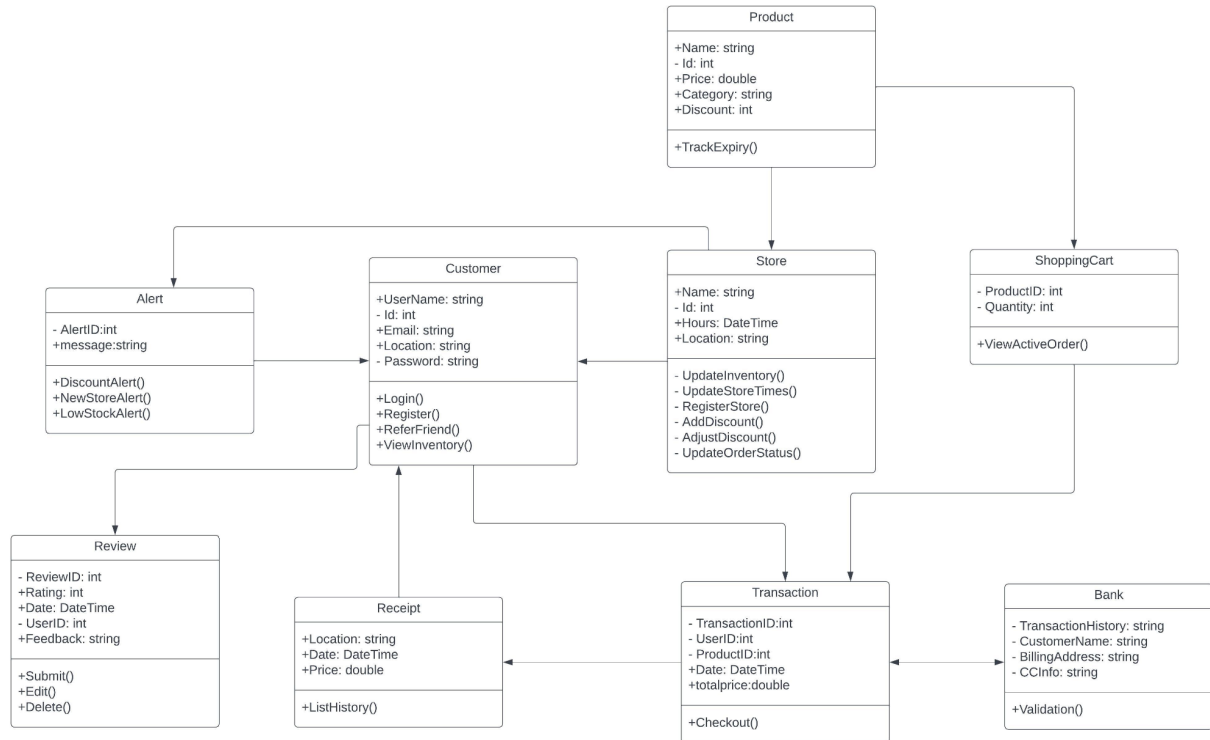 Product
+Name: string
- Id: int
+Price: double
+Category: string
+Discount: int
+TrackExpiry()
Alert
- AlertID:int
+message:string
+DiscountAlert()
+NewStoreAlert()
+LowStockAlert()
Customer
+UserName: string
- Id: int
+Email: string
+Location: string
- Password: string
+Login()
+Register()
+ReferFriend()
+ViewInventory()
Store
+Name: string
- Id: int
+Hours: DateTime
+Location: string
- UpdateInventory()
- UpdateStoreTimes()
- RegisterStore()
- AddDiscount()
- AdjustDiscount()
- UpdateOrderStatus()
ShoppingCart
- ProductID: int
- Quantity: int
+ViewActiveOrder()
Review
- ReviewID: int
+Rating: int
+Date: DateTime
- UserID: int
+Feedback: string
+Submit()
+Edit()
+Delete()
Receipt
+Location: string
+Date: DateTime
+Price: double
+ListHistory()
Transaction
- TransactionID:int
- UserID:int
- ProductID:int
+Date: DateTime
+totalprice:double
+Checkout()
Bank
- TransactionHistory: string
- CustomerName: string
- BillingAddress: string
- CCInfo: string
+Validation()